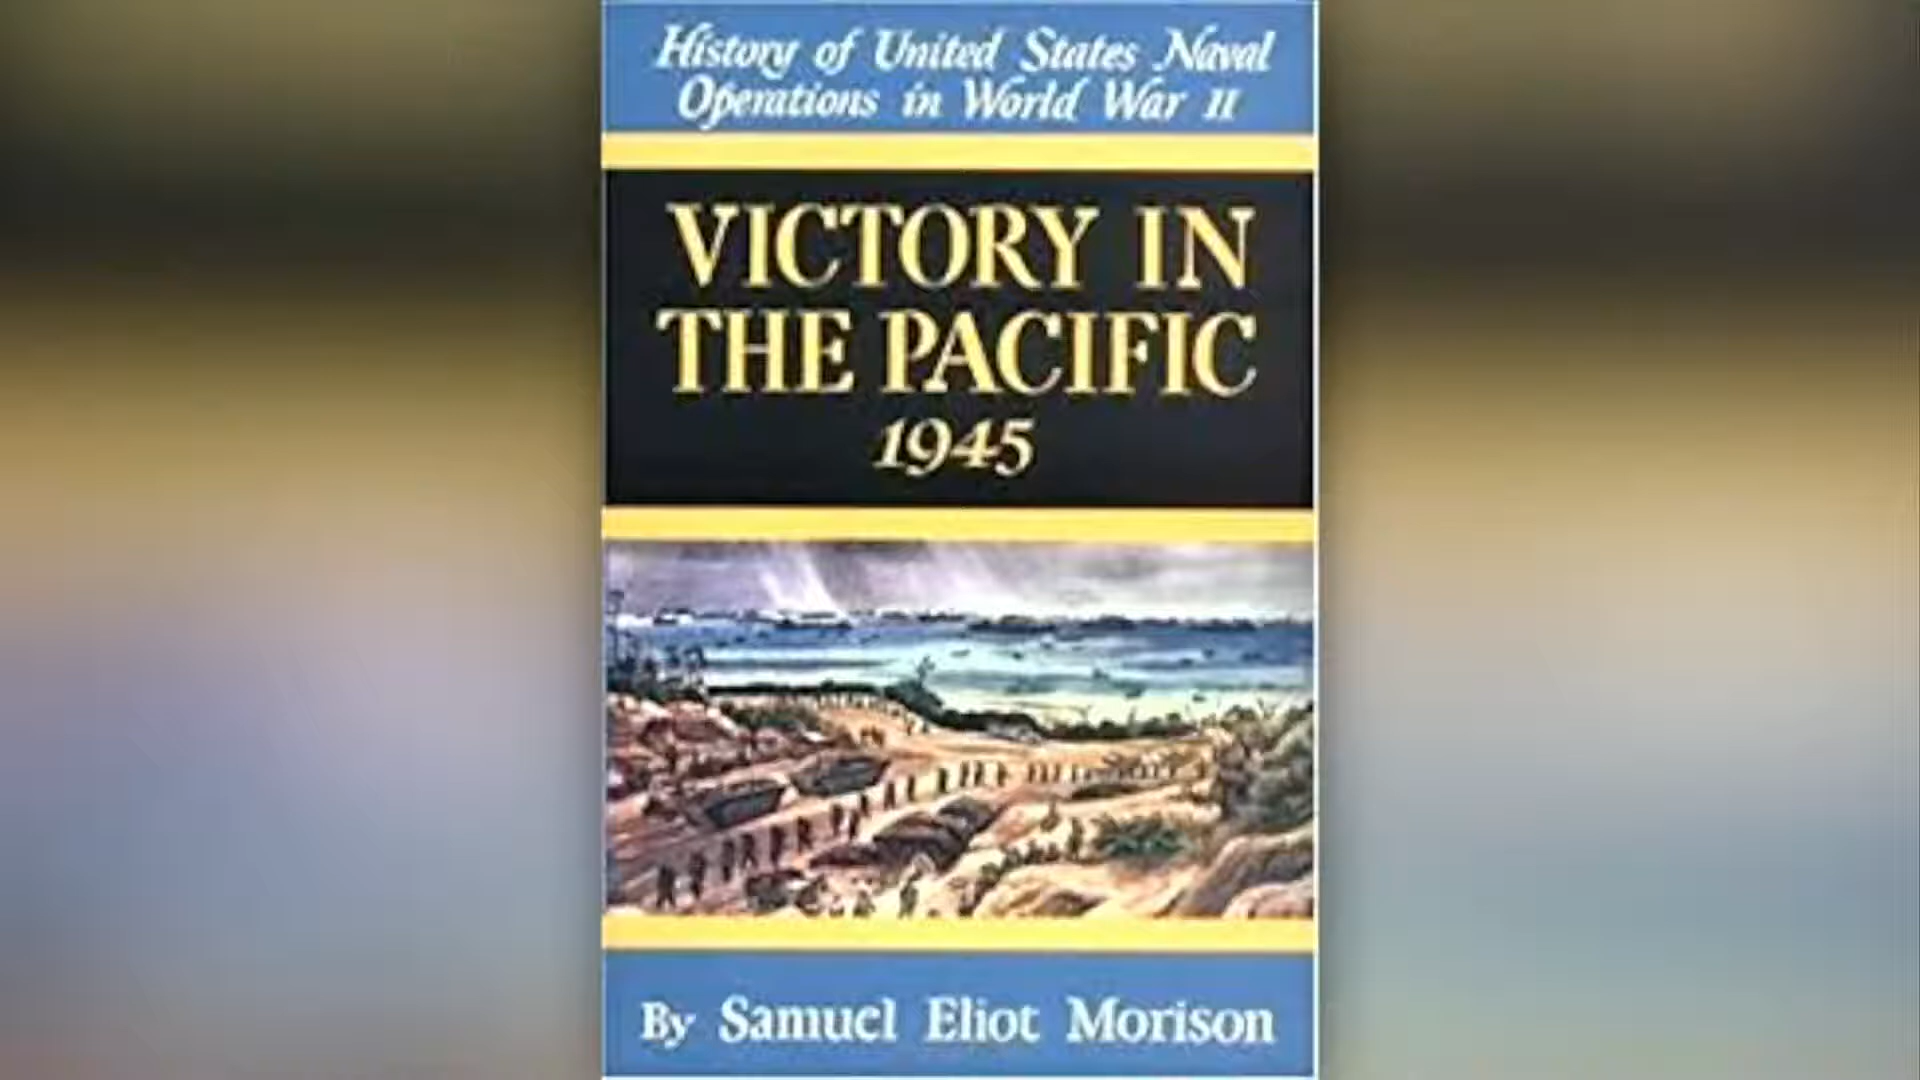 History of United States Naval
Operations in World War II
VICTORY IN
THE PACIFIC
1945
By Samuel Eliot Morison